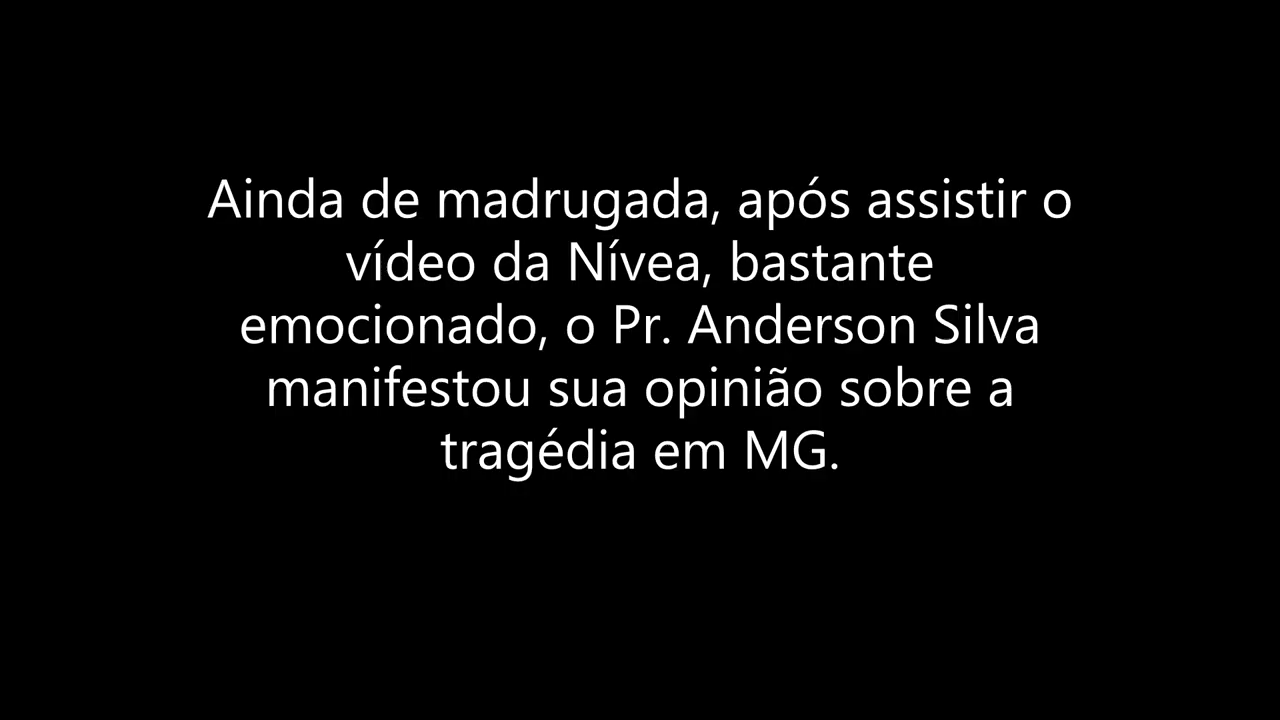 Ainda de madrugada, após assistir o
vídeo da Nívea, bastante
emocionado, o Pr. Anderson Silva
manifestou sua opinião sobre a
tragédia em MG.